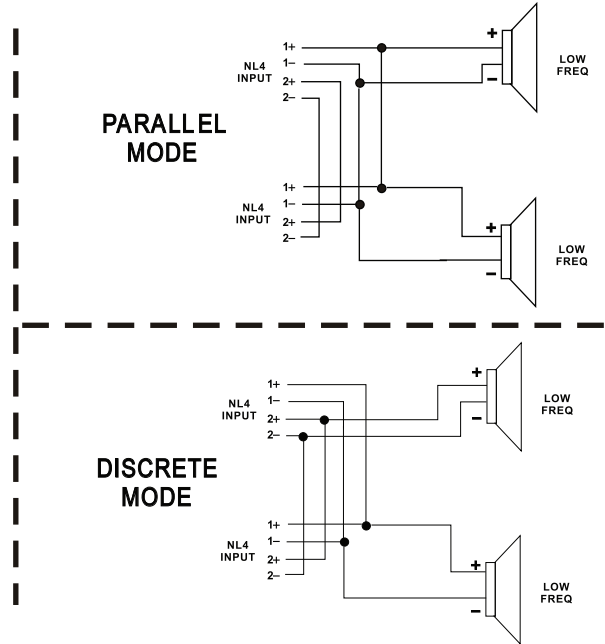 1+
1–
2+
2–
NL4
INPUT
+
–
LOW
FREQ
PARALLEL
MODE
1+
1–
2+
2–
NL4
INPUT
+
–
LOW
FREQ
1+
1–
2+
2–
NL4
INPUT
+
–
LOW
FREQ
DISCRETE
MODE
1+
1–
2+
2–
NL4
INPUT
+
–
LOW
FREQ